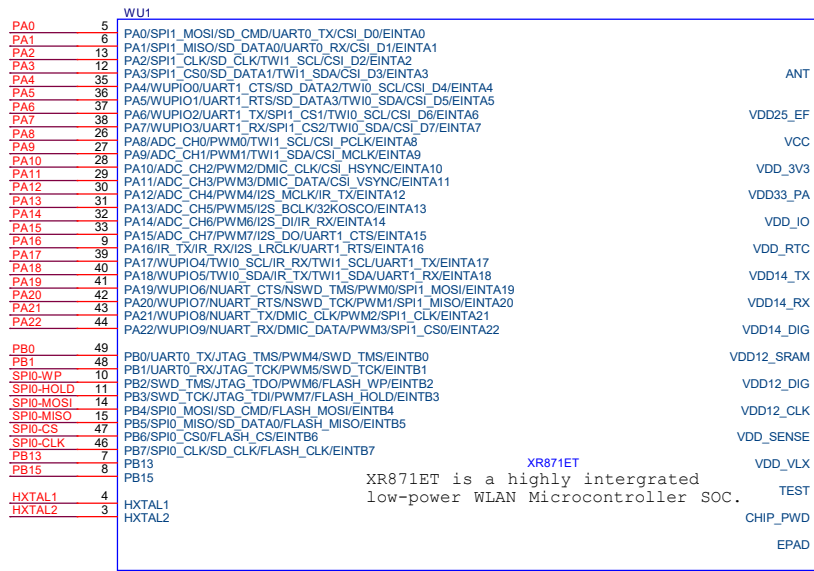 WU1
PA0 5 PA0/SPI1_MOSI/SD_CMD/UART0_TX/CSI_D0/EINTA0
PA1 6 PA1/SPI1_MISO/SD_DATA0/UART0_RX/CSI_D1/EINTA1
PA2 13 PA2/SPI1_CLK/SD_CLK/TWI1_SCL/CSI_D2/EINTA2
PA3 12 PA3/SPI1_CS0/SD_DATA1/TWI1_SDA/CSI_D3/EINTA3
ANT
PA4 35 PA4/WUPIO0/UART1_CTS/SD_DATA2/TWI0_SCL/CSI_D4/EINTA4
PA5 36 PA5/WUPIO1/UART1_RTS/SD_DATA3/TWI0_SDA/CSI_D5/EINTA5
PA6 37 PA6/WUPIO2/UART1_TX/SPI1_CS1/TWI0_SCL/CSI_D6/EINTA6
VDD25_EF
PA7 38 PA7/WUPIO3/UART1_RX/SPI1_CS2/TWI0_SDA/CSI_D7/EINTA7
PA8 26 PA8/ADC_CH0/PWM0/TWI1_SCL/CSI_PCLK/EINTA8
VCC
PA9 27 PA9/ADC_CH1/PWM1/TWI1_SDA/CSI_MCLK/EINTA9
PA10 28 PA10/ADC_CH2/PWM2/DMIC_CLK/CSI_HSYNC/EINTA10
VDD_3V3
PA11 29 PA11/ADC_CH3/PWM3/DMIC_DATA/CSI_VSYNC/EINTA11
PA12 30 PA12/ADC_CH4/PWM4/I2S_MCLK/IR_TX/EINTA12
VDD33_PA
PA13 31 PA13/ADC_CH5/PWM5/I2S_BCLK/32KOSCO/EINTA13
PA14 32 PA14/ADC_CH6/PWM6/I2S_DI/IR_RX/EINTA14
VDD_IO
PA15 33 PA15/ADC_CH7/PWM7/I2S_DO/UART1_CTS/EINTA15
PA16 9 PA16/IR_TX/IR_RX/I2S_LRCLK/UART1_RTS/EINTA16
VDD_RTC
PA17 39 PA17/WUPIO4/TWI0_SCL/IR_RX/TWI1_SCL/UART1_TX/EINTA17
PA18 40 PA18/WUPIO5/TWI0_SDA/IR_TX/TWI1_SDA/UART1_RX/EINTA18
VDD14_TX
PA19 41 PA19/WUPIO6/NUART_CTS/NSWD_TMS/PWM0/SPI1_MOSI/EINTA19
PA20 42 PA20/WUPIO7/NUART_RTS/NSWD_TCK/PWM1/SPI1_MISO/EINTA20
VDD14_RX
PA21 43 PA21/WUPIO8/NUART_TX/DMIC_CLK/PWM2/SPI1_CLK/EINTA21
PA22 44 PA22/WUPIO9/NUART_RX/DMIC_DATA/PWM3/SPI1_CS0/EINTA22
VDD14_DIG
PB0 49 PB0/UART0_TX/JTAG_TMS/PWM4/SWD_TMS/EINTB0
VDD12_SRAM
PB1 48 PB1/UART0_RX/JTAG_TCK/PWM5/SWD_TCK/EINTB1
SPI0-WP 10 PB2/SWD_TMS/JTAG_TDO/PWM6/FLASH_WP/EINTB2
VDD12_DIG
SPI0-HOLD 11 PB3/SWD_TCK/JTAG_TDI/PWM7/FLASH_HOLD/EINTB3
SPI0-MOSI 14 PB4/SPI0_MOSI/SD_CMD/FLASH_MOSI/EINTB4
VDD12_CLK
SPI0-MISO 15 PB5/SPI0_MISO/SD_DATA0/FLASH_MISO/EINTB5
SPI0-CS 47 PB6/SPI0_CS0/FLASH_CS/EINTB6
VDD_SENSE
SPI0-CLK 46 PB7/SPI0_CLK/SD_CLK/FLASH_CLK/EINTB7
PB13 7 PB13
XR871ET
VDD_VLX
PB15 8 PB15
XR871ET is a highly intergrated
low-power WLAN Microcontroller SOC.
TEST
HXTAL1 4 HXTAL1
HXTAL2 3 HXTAL2
CHIP_PWD
EPAD